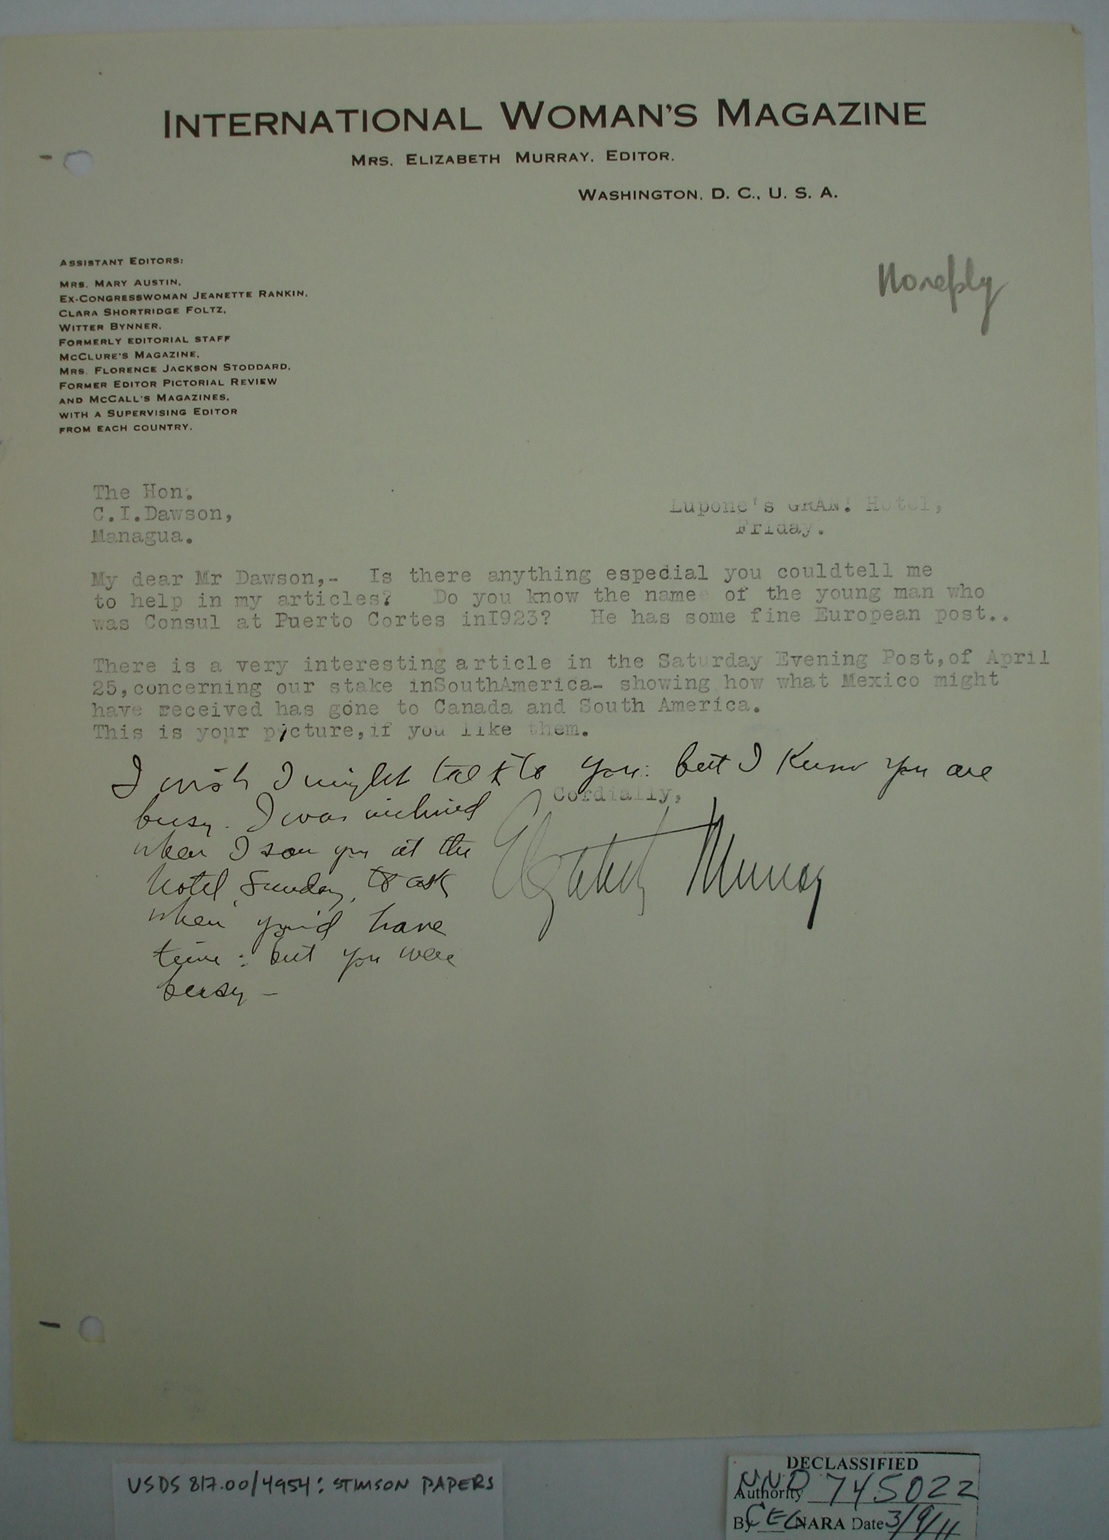 INTERNATIONAL WOMAN'S MAGAZINE
MRS. ELIZABETH MURRAY, EDITOR.
WASHINGTON, D. C., U. S. A.
ASSISTANT EDITORS:
MRS. MARY AUSTIN,
EX-CONGRESSWOMAN JEANETTE RANKIN,
CLARA SHORTRIDGE FOLTZ,
WITTER BYNNER,
FORMERLY EDITORIAL STAFF
MCCLURE'S MAGAZINE,
MRS. FLORENCE JACKSON STODDARD,
FORMER EDITOR PICTORIAL REVIEW
AND MCCALL'S MAGAZINES,
WITH A SUPERVISING EDITOR
FROM EACH COUNTRY.
No reply
The Hon.
C.I.Dawson,
Managua.
Lupone's GRAN! Hotel,
Friday.
My dear Mr Dawson,- Is there anything especial you couldtell me
to help in my articles? Do you know the name of the young man who
was Consul at Puerto Cortes inI923? He has some fine European post..
There is a very interesting article in the Saturday Evening Post,of April
25,concerning our stake inSouthAmerica- showing how what Mexico might
have received has gone to Canada and South America.
This is your picture,if you like them.
I wish I might talk to you: but I know you are
busy. I was inclined
when I saw you at the
hotel, Sunday, to ask
when you'd have
time: but you were
busy -
Cordially,
Elizabeth Murray
USDS 817.00/4954: STIMSON PAPERS
DECLASSIFIED
Authority NND 745022
By CEG NARA Date 3/9/11